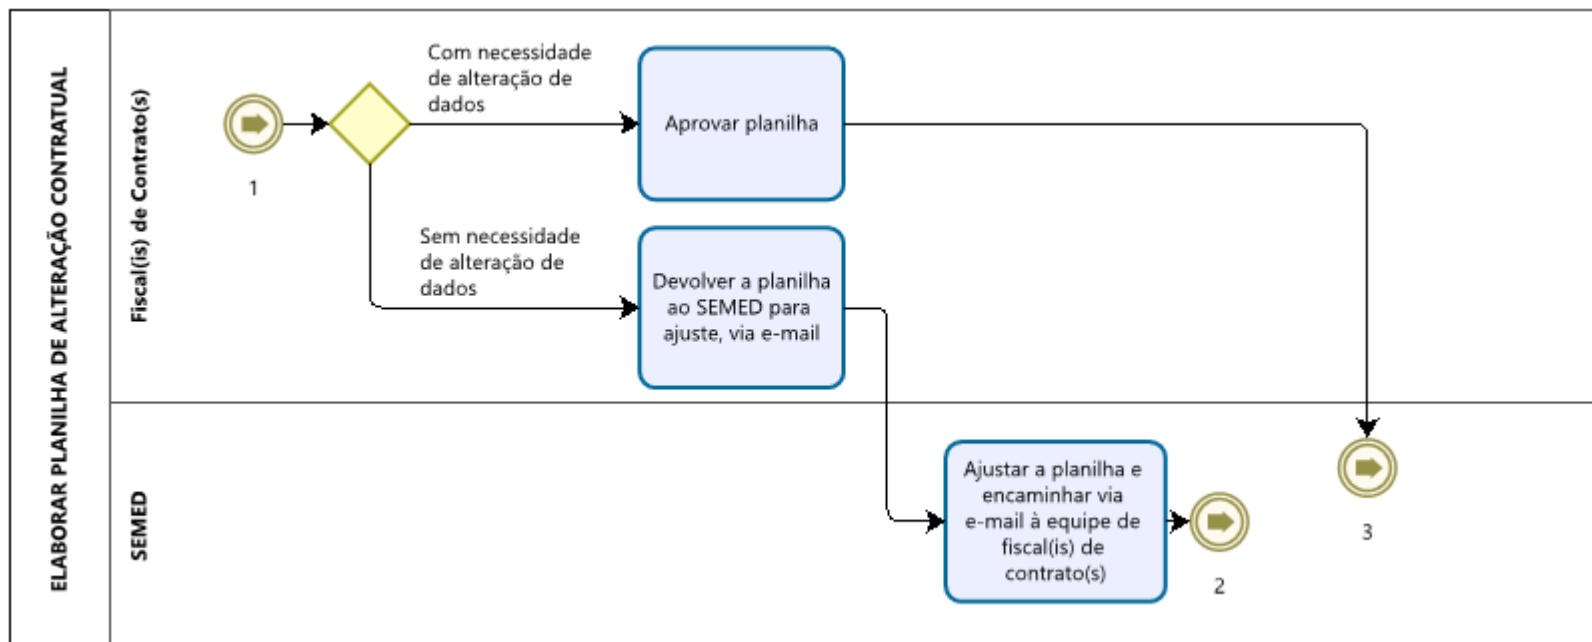 ELABORAR PLANILHA DE ALTERAÇÃO CONTRATUAL
Fiscal(is) de Contrato(s)
1
Com necessidade
de alteração de
dados
Aprovar planilha
Sem necessidade
de alteração de
dados
Devolver a planilha
ao SEMED para
ajuste, via e-mail
SEMED
Ajustar a planilha e
encaminhar via
e-mail à equipe de
fiscal(is) de
contrato(s)
2
3